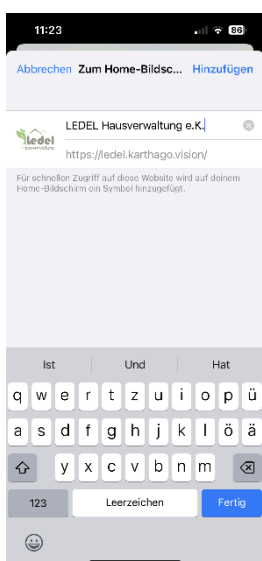 11:23
86
Abbrechen Zum Home-Bildsc... Hinzufügen
LEDEL Hausverwaltung e.K.
Ledel
Hausverwaltung
https://ledel.karthago.vision/
Für schnellen Zugriff auf diese Website wird auf deinem
Home-Bildschirm ein Symbol hinzugefügt.
Ist Und Hat
q w e r t z u i o p ü
a s d f g h j k l ö ä
y x c v b n m
123 Leerzeichen Fertig